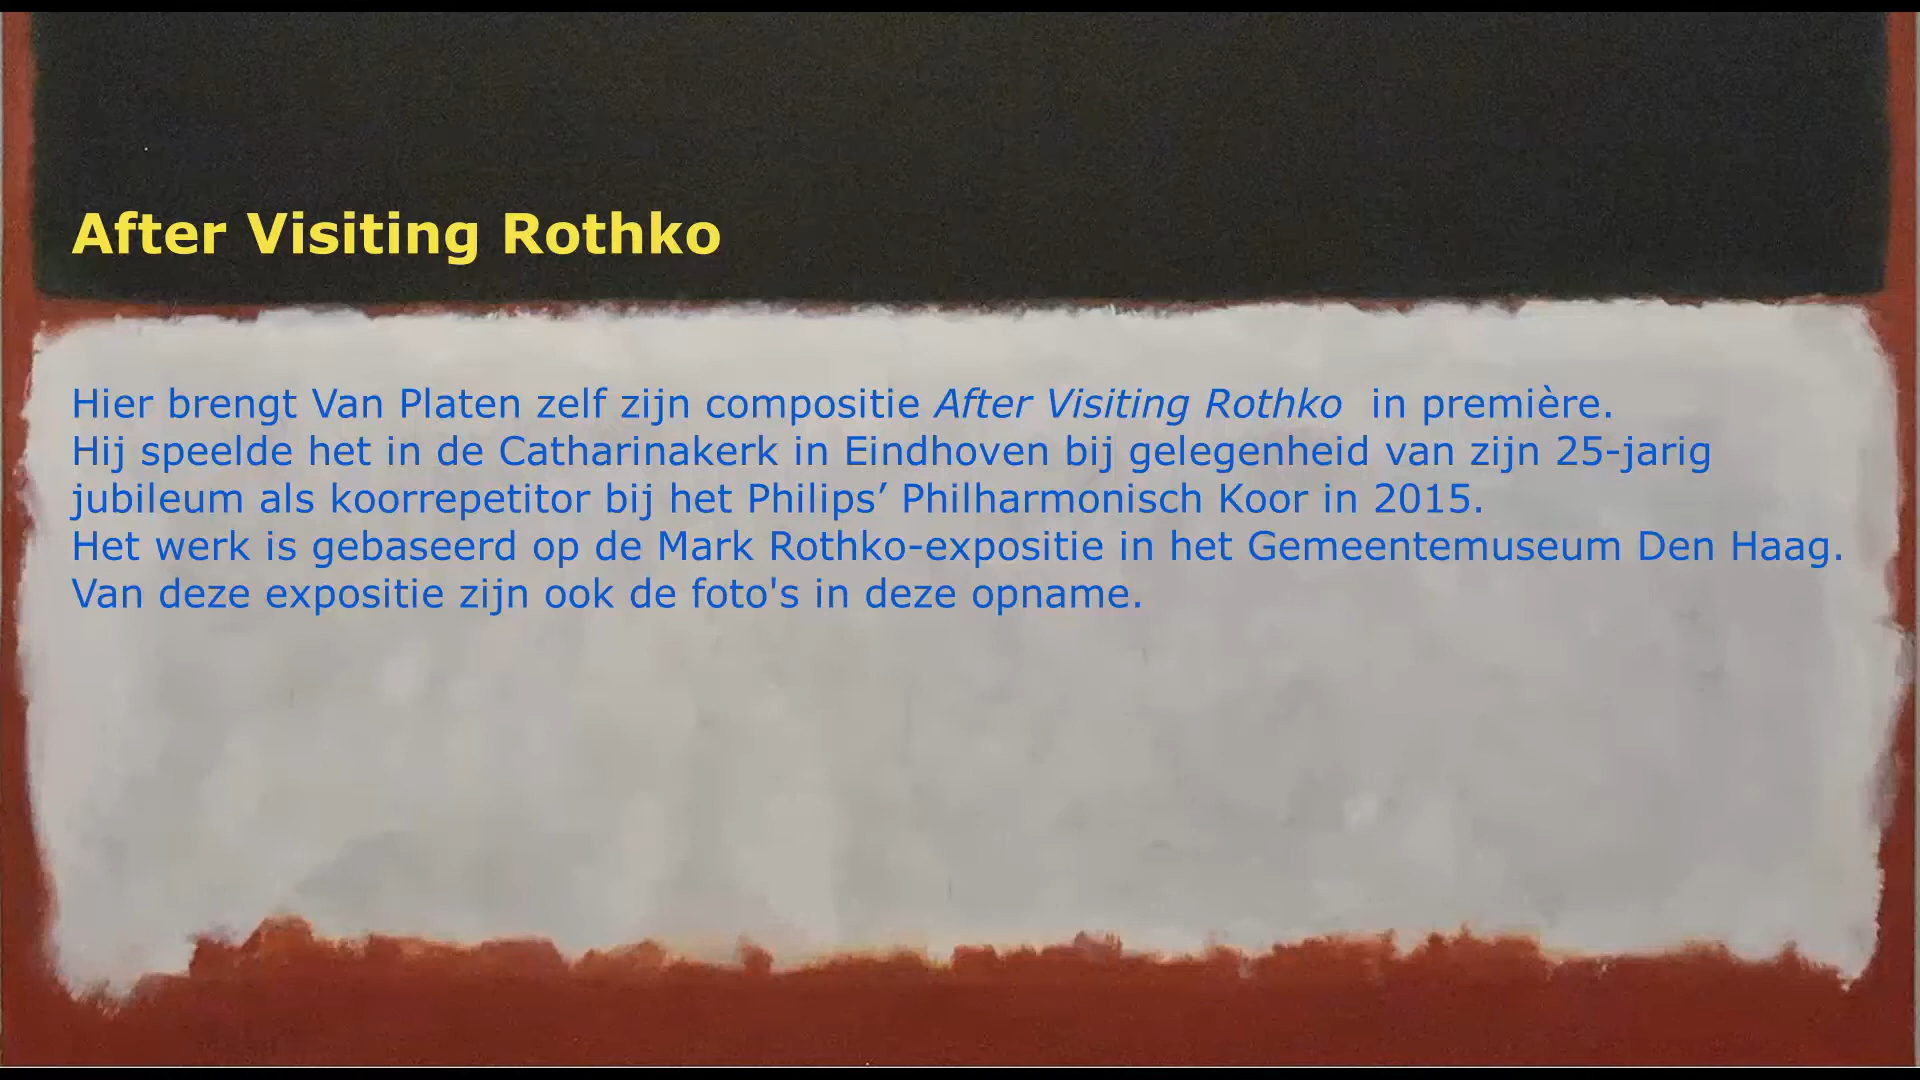 After Visiting Rothko
Hier brengt Van Platen zelf zijn compositie After Visiting Rothko in première.
Hij speelde het in de Catharinakerk in Eindhoven bij gelegenheid van zijn 25-jarig
jubileum als koorrepetitor bij het Philips’ Philharmonisch Koor in 2015.
Het werk is gebaseerd op de Mark Rothko-expositie in het Gemeentemuseum Den Haag.
Van deze expositie zijn ook de foto's in deze opname.